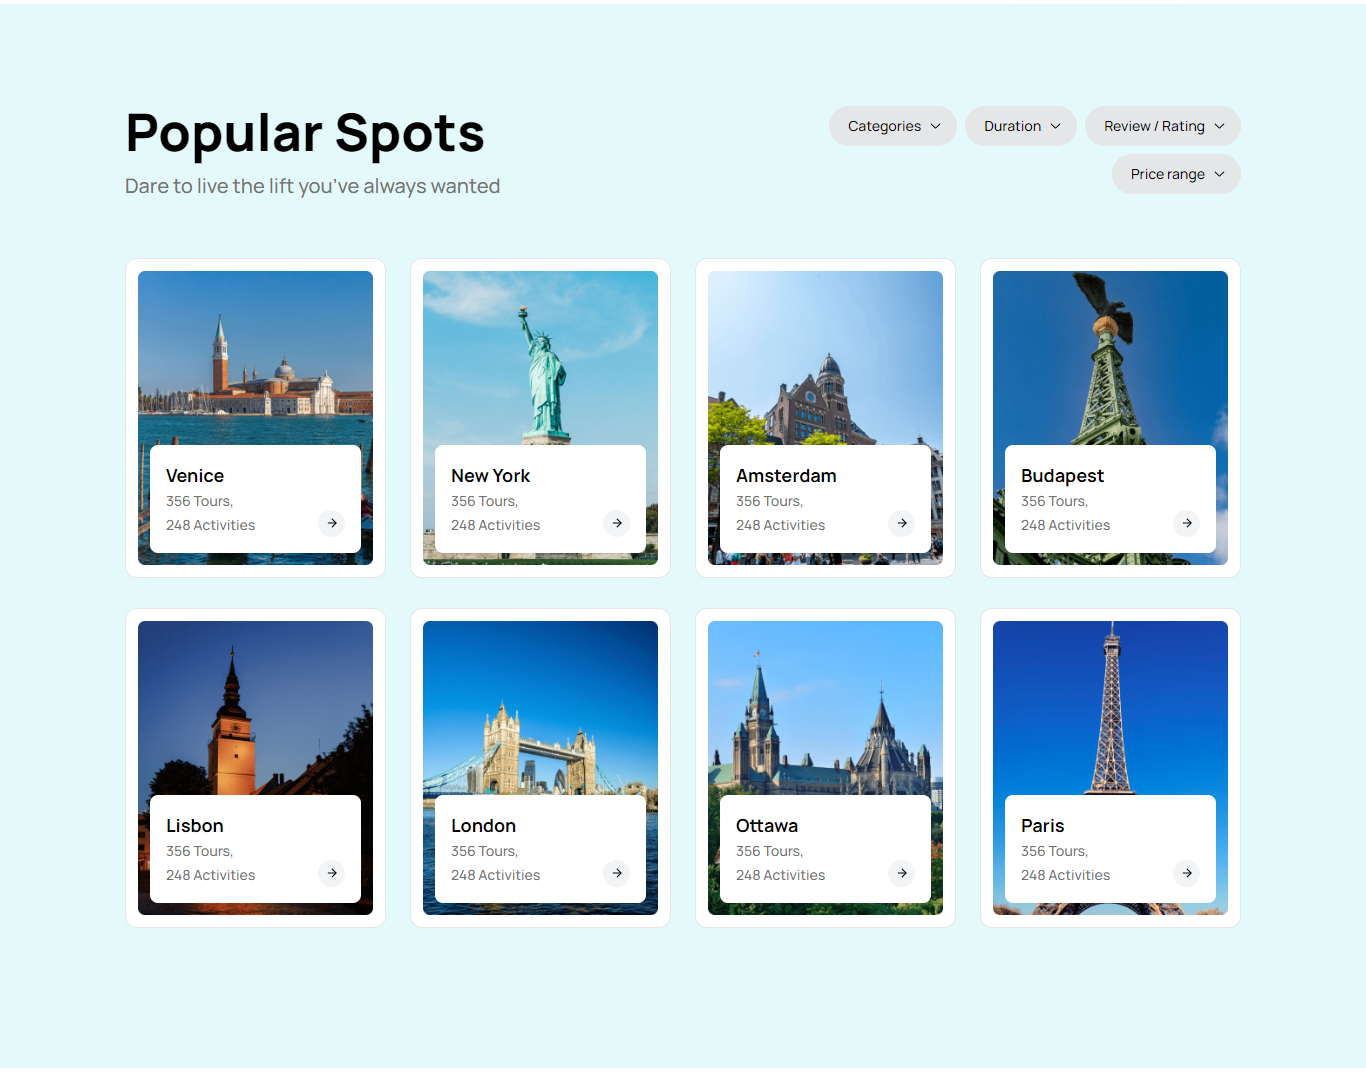 Popular Spots
Dare to live the lift you've always wanted
Categories
Duration
Review / Rating
Price range
Venice
356 Tours,
248 Activities
New York
356 Tours,
248 Activities
Amsterdam
356 Tours,
248 Activities
Budapest
356 Tours,
248 Activities
Lisbon
356 Tours,
248 Activities
London
356 Tours,
248 Activities
Ottawa
356 Tours,
248 Activities
Paris
356 Tours,
248 Activities